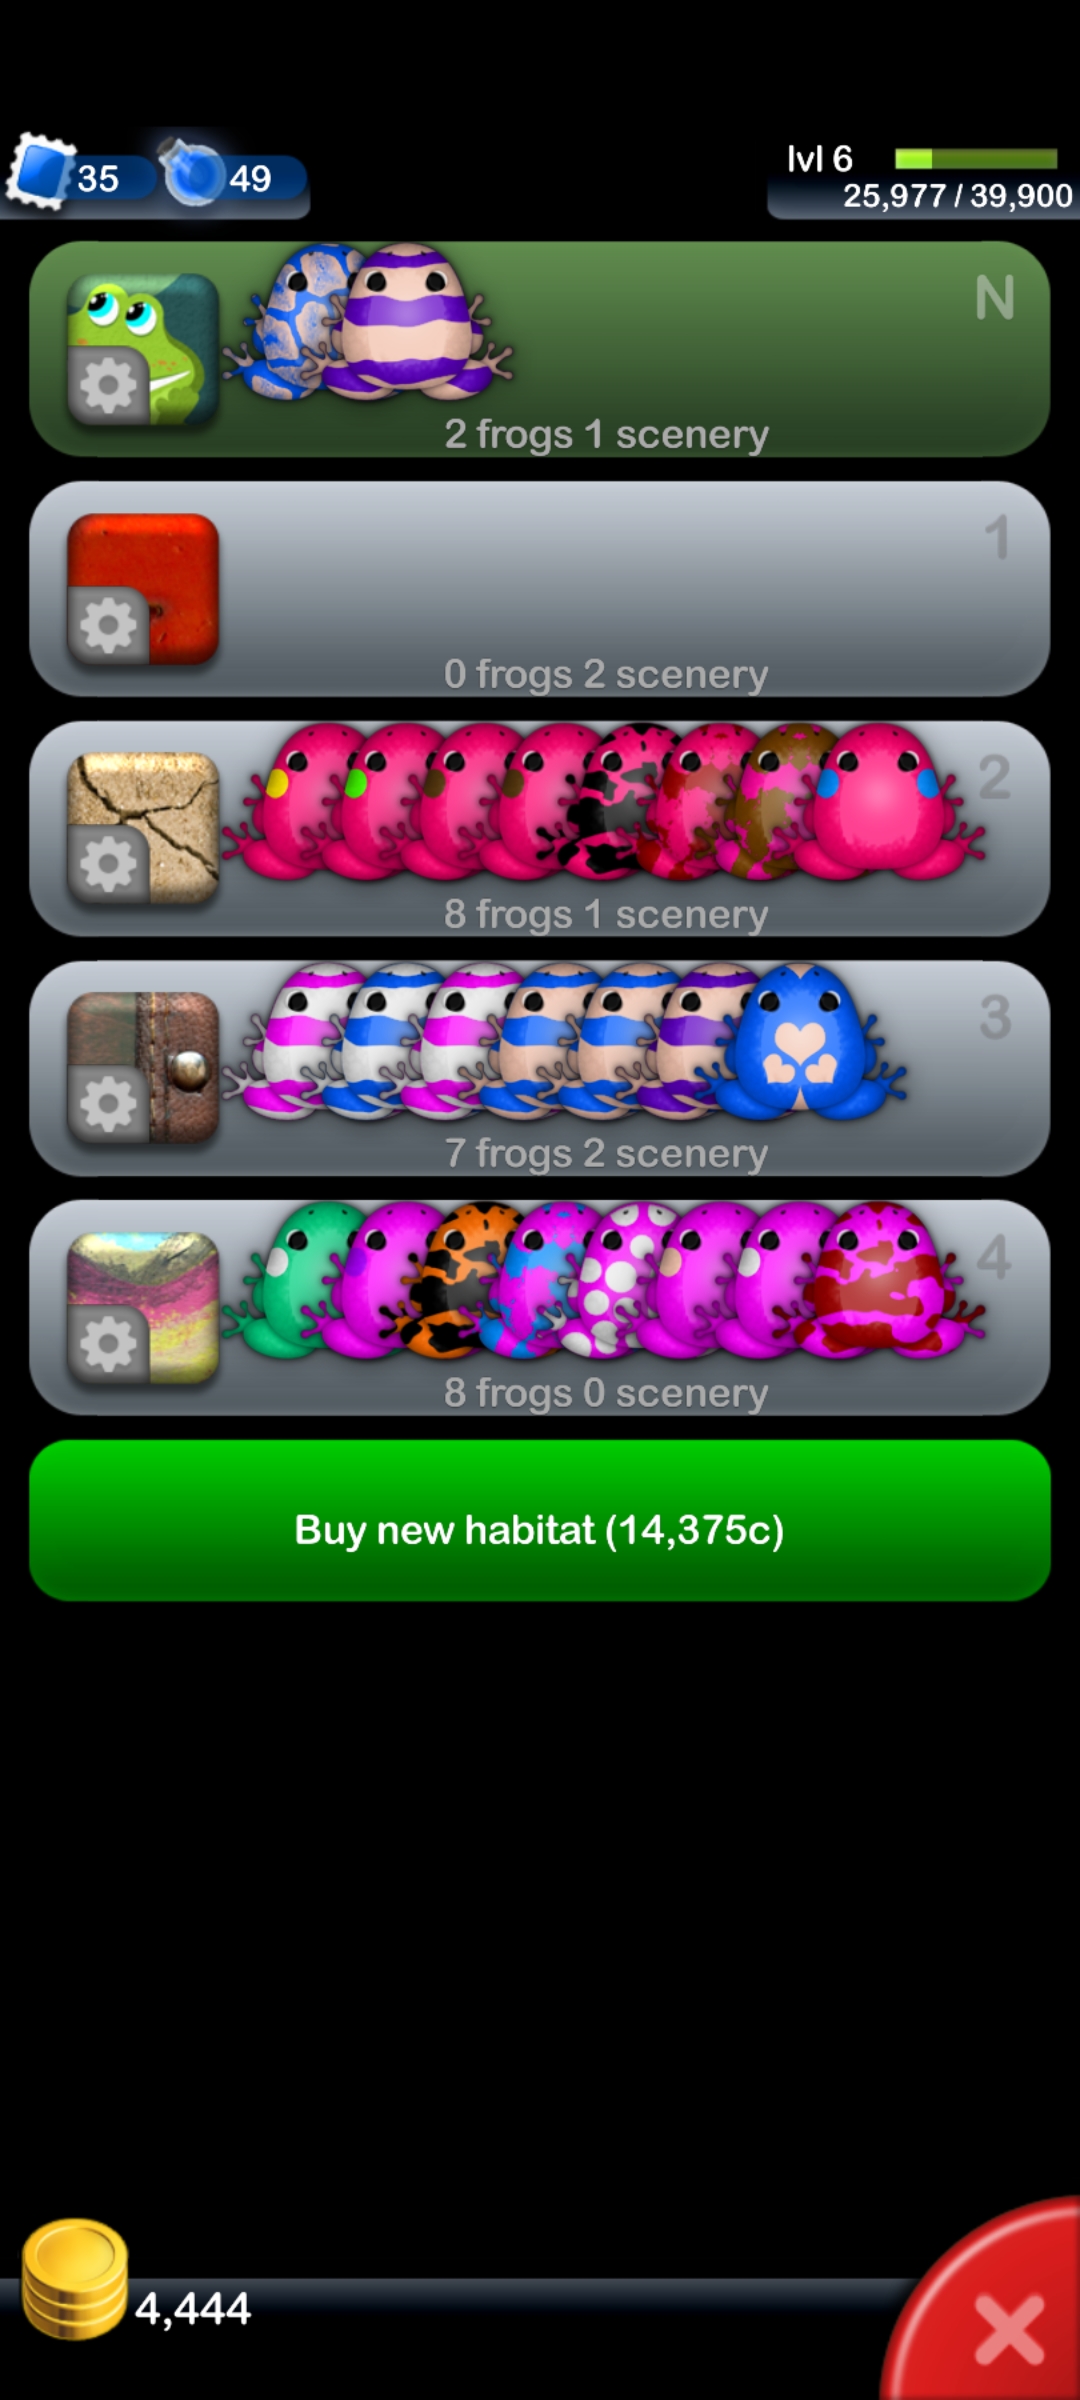 35
49
lvl 6
25,977 / 39,900
N
2 frogs 1 scenery
1
0 frogs 2 scenery
2
8 frogs 1 scenery
3
7 frogs 2 scenery
4
8 frogs 0 scenery
Buy new habitat (14,375c)
4,444